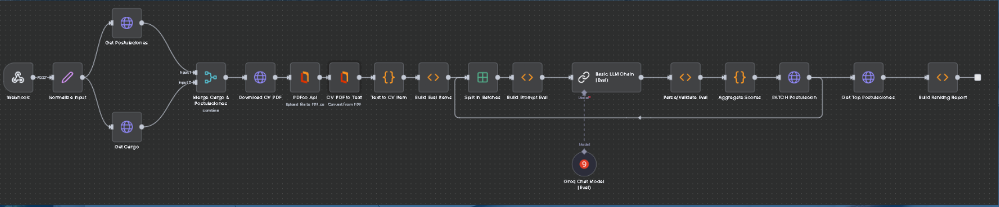 Get Postulaciones
Webhook
POST
Normalize Input
Get Cargo
Input 1
Input 2
Merge Cargo &
Postulaciones
combine
Download CV PDF
PDFco Api
Upload File to PDF.co
CV PDF to Text
Convert from PDF
Text to CV Item
Build Eval Items
Split In Batches
Build Prompt Eval
Basic LLM Chain
(Eval)
Model*
Model
Groq Chat Model
(Eval)
Parse/Validate Eval
Aggregate Scores
PATCH Postulacion
Get Top Postulaciones
Build Ranking Report